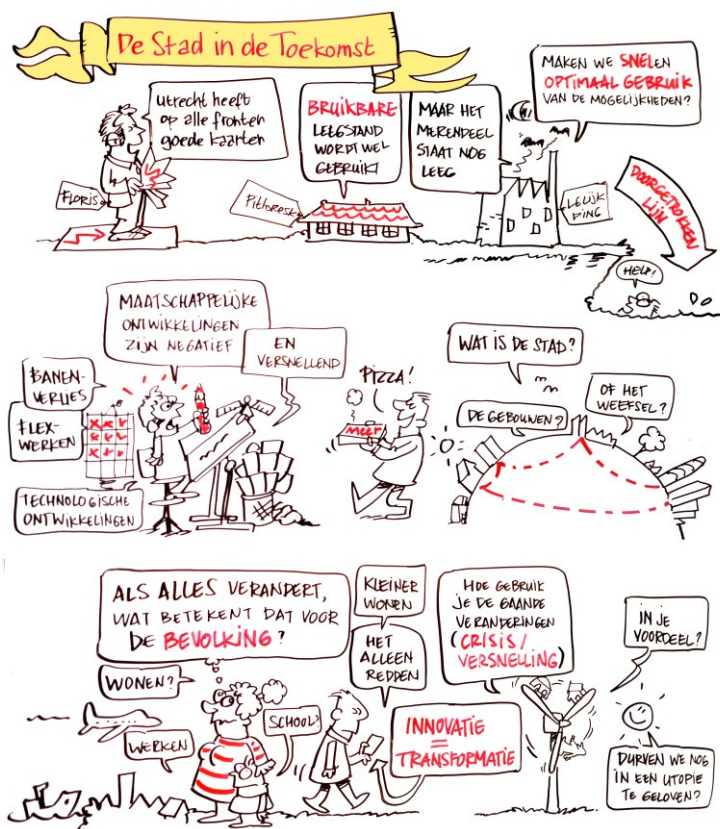 De Stad in de Toekomst
Utrecht heeft
op alle fronten
goede kaarten
FLORIS
BRUIKBARE
LEEGSTAND
WORDT WEL
GEBRUIKT
Pittoresk
MAAR HET
MERENDEEL
STAAT NOG
LEEG
MAKEN WE SNEL EN
OPTIMAAL GEBRUIK
VAN DE MOGELIJKHEDEN?
LELIJK
DING
DOORGETROKKEN
LIJN
HELP!
MAATSCHAPPELIJKE
ONTWIKKELINGEN
ZIJN NEGATIEF
EN
VERSNELLEND
BANEN-
VERLIES
FLEX-
WERKEN
TECHNOLOGISCHE
ONTWIKKELINGEN
PIZZA!
MEER
WAT IS DE STAD?
DE GEBOUWEN?
OF HET
WEEFSEL?
ALS ALLES VERANDERT,
WAT BETEKENT DAT VOOR
DE BEVOLKING?
WONEN?
WERKEN
SCHOOL?
KLEINER
WONEN
HET
ALLEEN
REDDEN
INNOVATIE
=
TRANSFORMATIE
HOE GEBRUIK
JE DE GAANDE
VERANDERINGEN
(CRISIS/
VERSNELLING)
IN JE
VOORDEEL?
DURVEN WE NOG
IN EEN UTOPIE
TE GELOVEN?